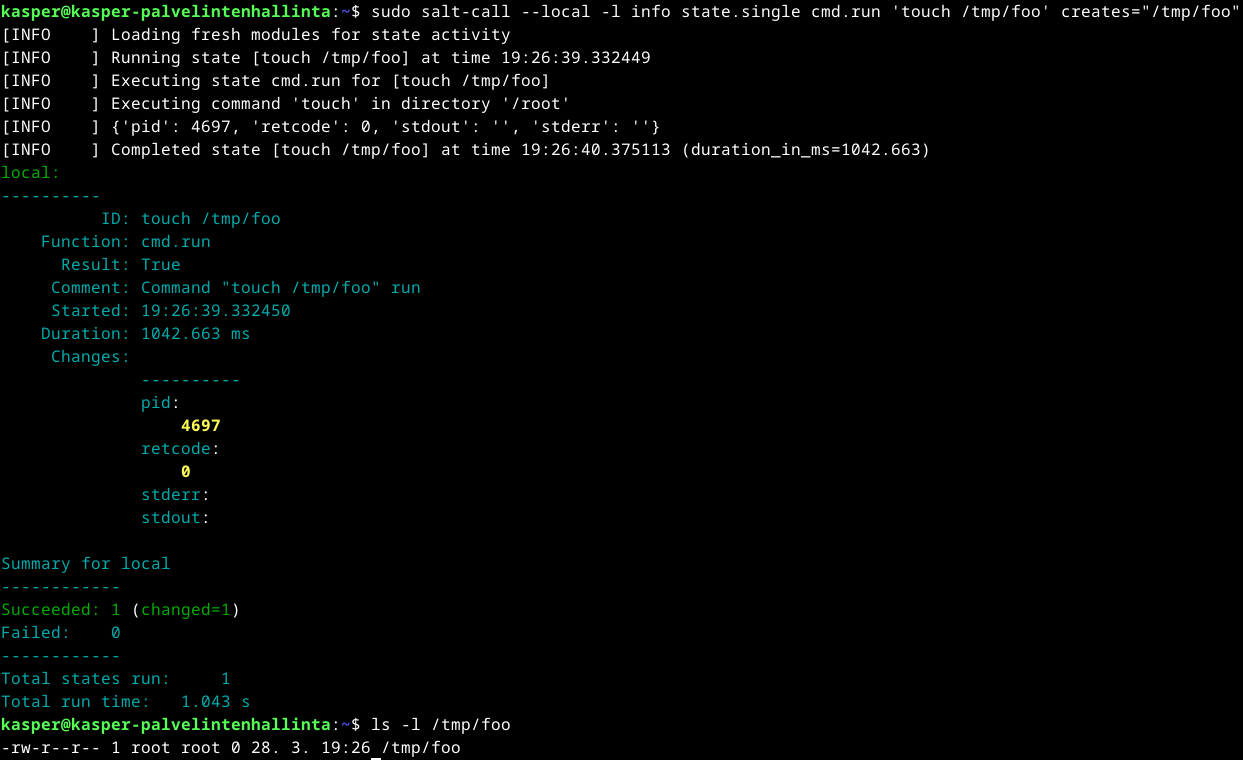 kasper@kasper-palvelintenhallinta:~$ sudo salt-call --local -l info state.single cmd.run 'touch /tmp/foo' creates="/tmp/foo"
[INFO    ] Loading fresh modules for state activity
[INFO    ] Running state [touch /tmp/foo] at time 19:26:39.332449
[INFO    ] Executing state cmd.run for [touch /tmp/foo]
[INFO    ] Executing command 'touch' in directory '/root'
[INFO    ] {'pid': 4697, 'retcode': 0, 'stdout': '', 'stderr': ''}
[INFO    ] Completed state [touch /tmp/foo] at time 19:26:40.375113 (duration_in_ms=1042.663)
local:
----------
          ID: touch /tmp/foo
    Function: cmd.run
      Result: True
     Comment: Command "touch /tmp/foo" run
     Started: 19:26:39.332450
    Duration: 1042.663 ms
     Changes:
              ----------
              pid:
                  4697
              retcode:
                  0
              stderr:
              stdout:

Summary for local
------------
Succeeded: 1 (changed=1)
Failed:    0
------------
Total states run:     1
Total run time:   1.043 s
kasper@kasper-palvelintenhallinta:~$ ls -l /tmp/foo
-rw-r--r-- 1 root root 0 28. 3. 19:26 /tmp/foo